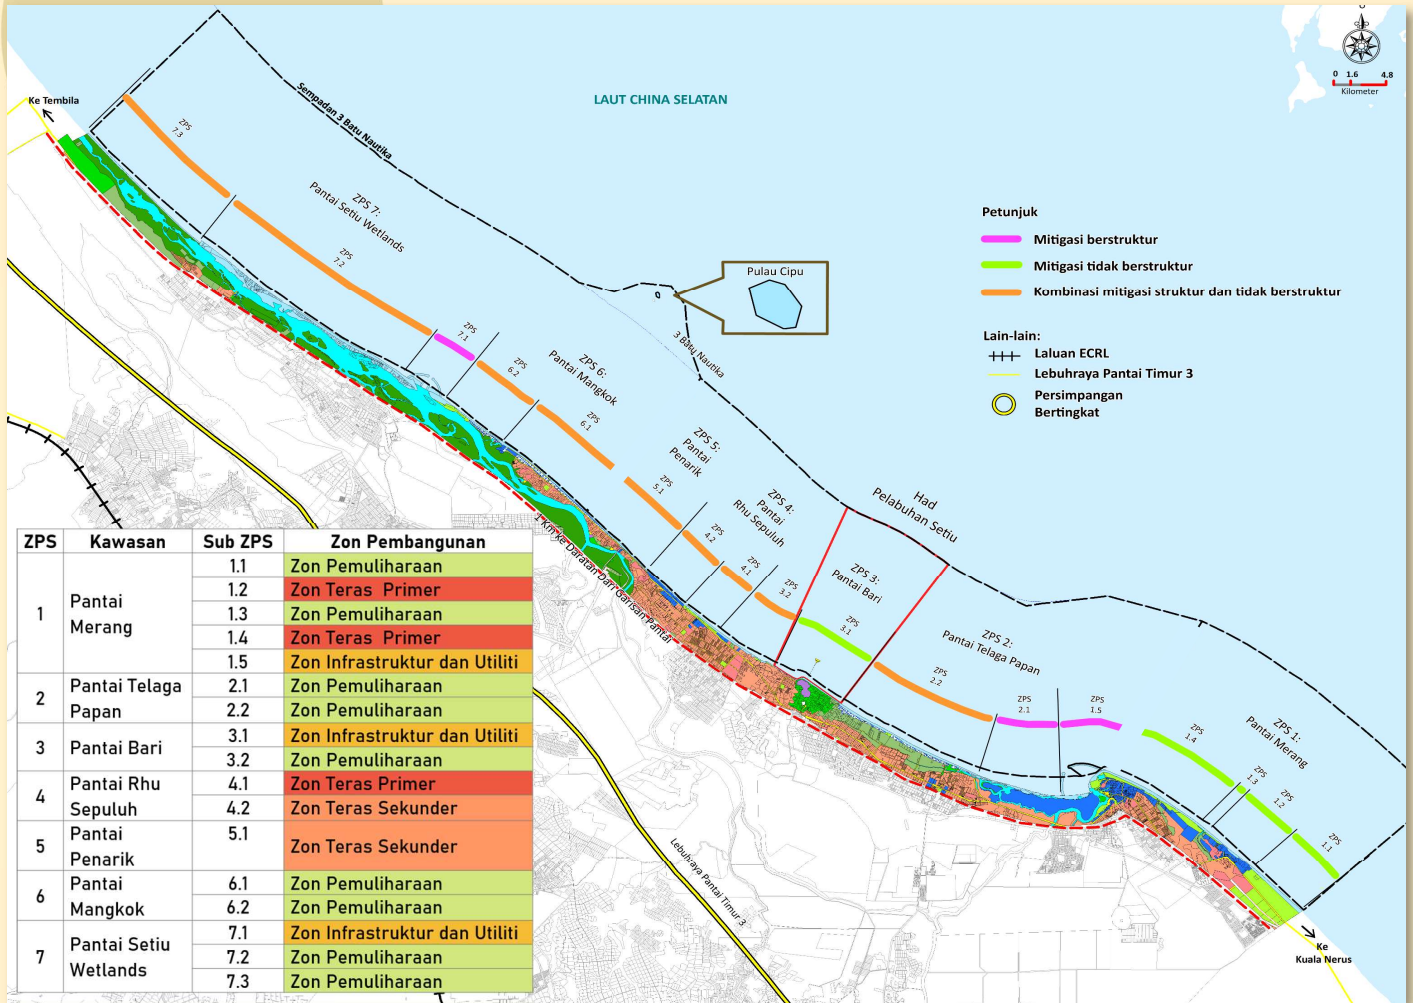 Ke Tembila
Sempadan 3 Batu Nautika
LAUT CHINA SELATAN
0 1.6 4.8
Kilometer
ZPS
7.3
ZPS 7:
Pantai Setiu Wetlands
ZPS
7.2
Pulau Cipu
3 Batu Nautika
Petunjuk
Mitigasi berstruktur
Mitigasi tidak berstruktur
Kombinasi mitigasi struktur dan tidak berstruktur
Lain-lain:
Laluan ECRL
Lebuhraya Pantai Timur 3
Persimpangan
Bertingkat
ZPS
7.1
ZPS
6.2
ZPS 6:
Pantai Mangkok
ZPS
6.1
ZPS 5:
Pantai
Penarik
ZPS
5.1
ZPS 4:
Pantai
Rhu Sepuluh
ZPS
4.2
ZPS
4.1
ZPS
3.2
Had
Pelabuhan Setiu
ZPS 3:
Pantai Bari
ZPS
3.1
ZPS 2:
Pantai Telaga Papan
ZPS
2.2
ZPS
2.1
ZPS
1.5
ZPS 1:
Pantai Merang
ZPS
1.4
ZPS
1.3
ZPS
1.2
ZPS
1.1
1 Km ke Daratan Dari Garisan Pantai
Lebuhraya Pantai Timur 3
Ke
Kuala Nerus
ZPS Kawasan Sub ZPS Zon Pembangunan
1 Pantai Merang 1.1 Zon Pemuliharaan
1.2 Zon Teras Primer
1.3 Zon Pemuliharaan
1.4 Zon Teras Primer
1.5 Zon Infrastruktur dan Utiliti
2 Pantai Telaga Papan 2.1 Zon Pemuliharaan
2.2 Zon Pemuliharaan
3 Pantai Bari 3.1 Zon Infrastruktur dan Utiliti
3.2 Zon Pemuliharaan
4 Pantai Rhu Sepuluh 4.1 Zon Teras Primer
4.2 Zon Teras Sekunder
5 Pantai Penarik 5.1 Zon Teras Sekunder
6 Pantai Mangkok 6.1 Zon Pemuliharaan
6.2 Zon Pemuliharaan
7 Pantai Setiu Wetlands 7.1 Zon Infrastruktur dan Utiliti
7.2 Zon Pemuliharaan
7.3 Zon Pemuliharaan